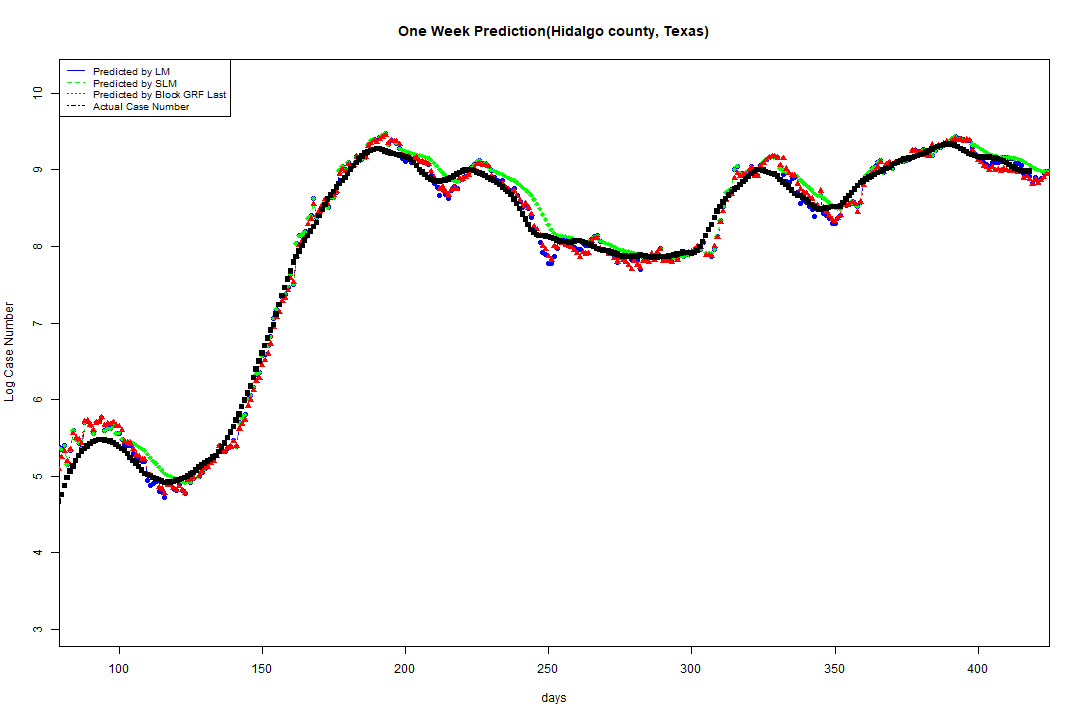 One Week Prediction(Hidalgo county, Texas)
Predicted by LM
Predicted by SLM
Predicted by Block GRF Last
Actual Case Number
10
9
8
7
6
5
4
3
Log Case Number
100 150 200 250 300 350 400
days